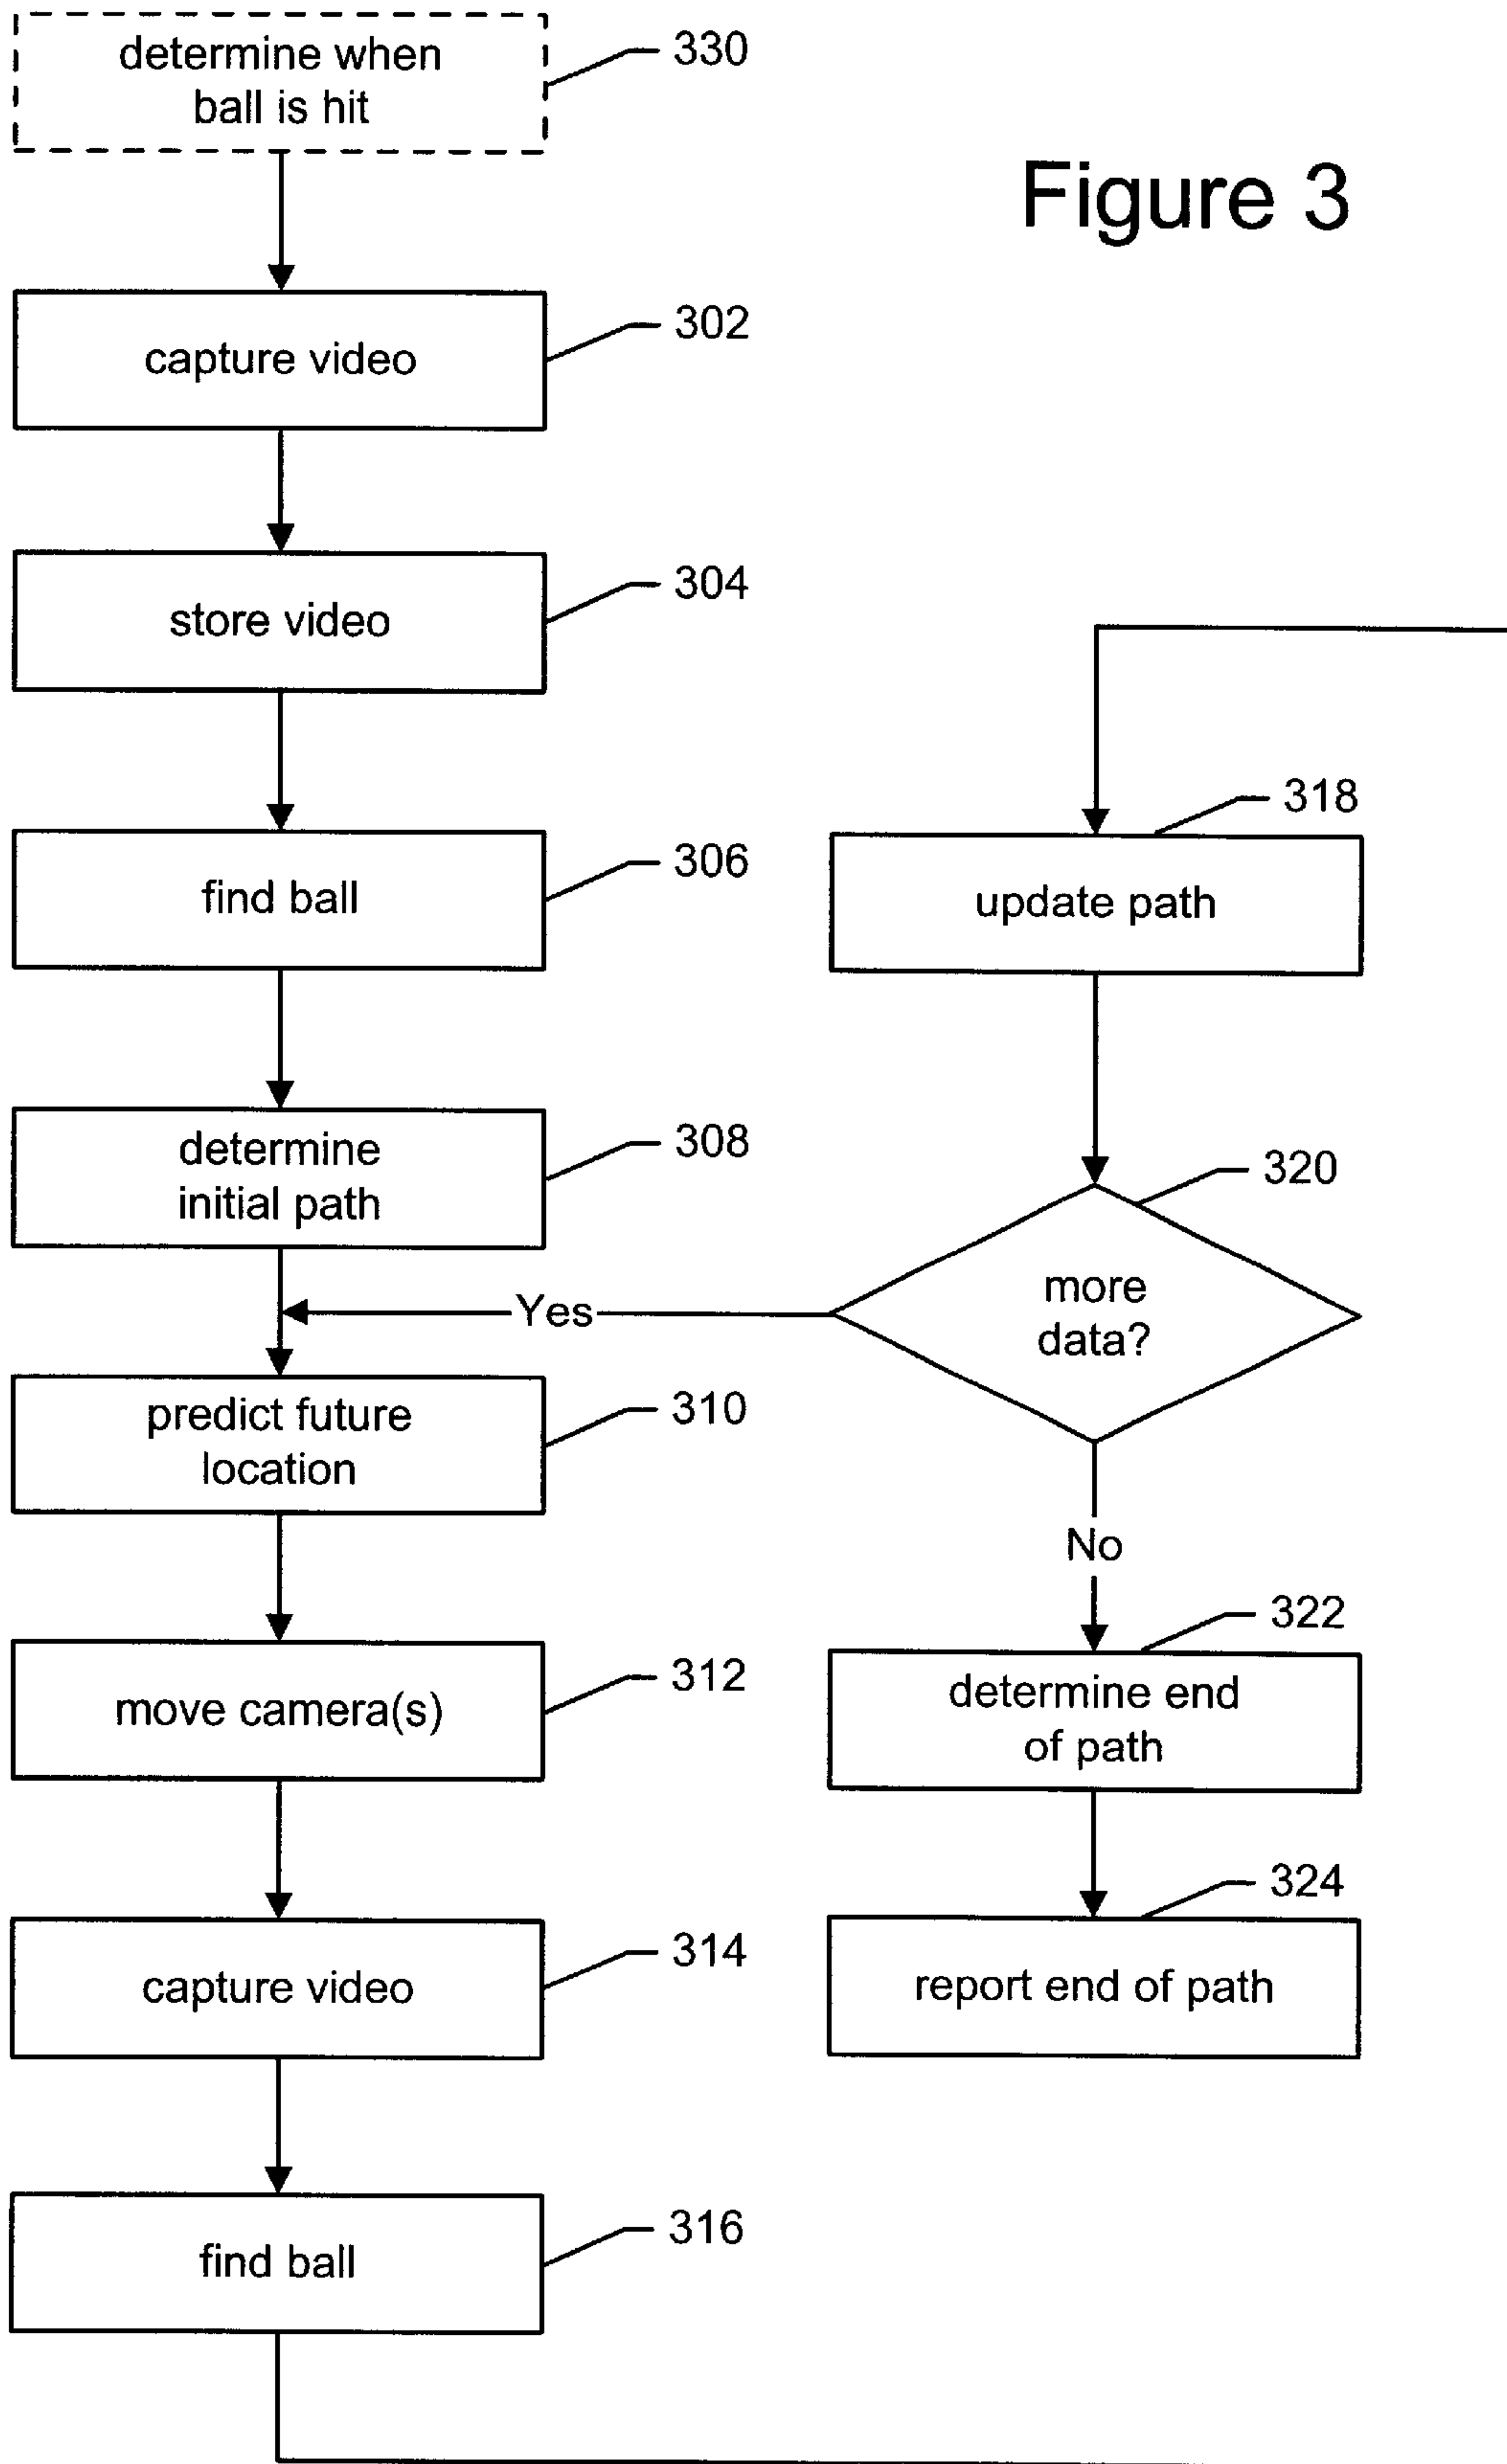 determine when
ball is hit
330
Figure 3
capture video
302
store video
304
find ball
306
determine
initial path
308
predict future
location
310
move camera(s)
312
capture video
314
find ball
316
318
update path
320
more
data?
Yes
No
322
determine end
of path
324
report end of path